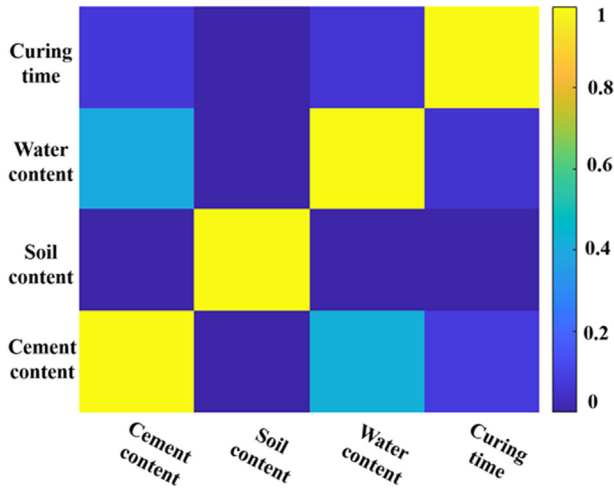 Curing
time
Water
content
Soil
content
Cement
content
Cement
content
Soil
content
Water
content
Curing
time
1
0.8
0.6
0.4
0.2
0